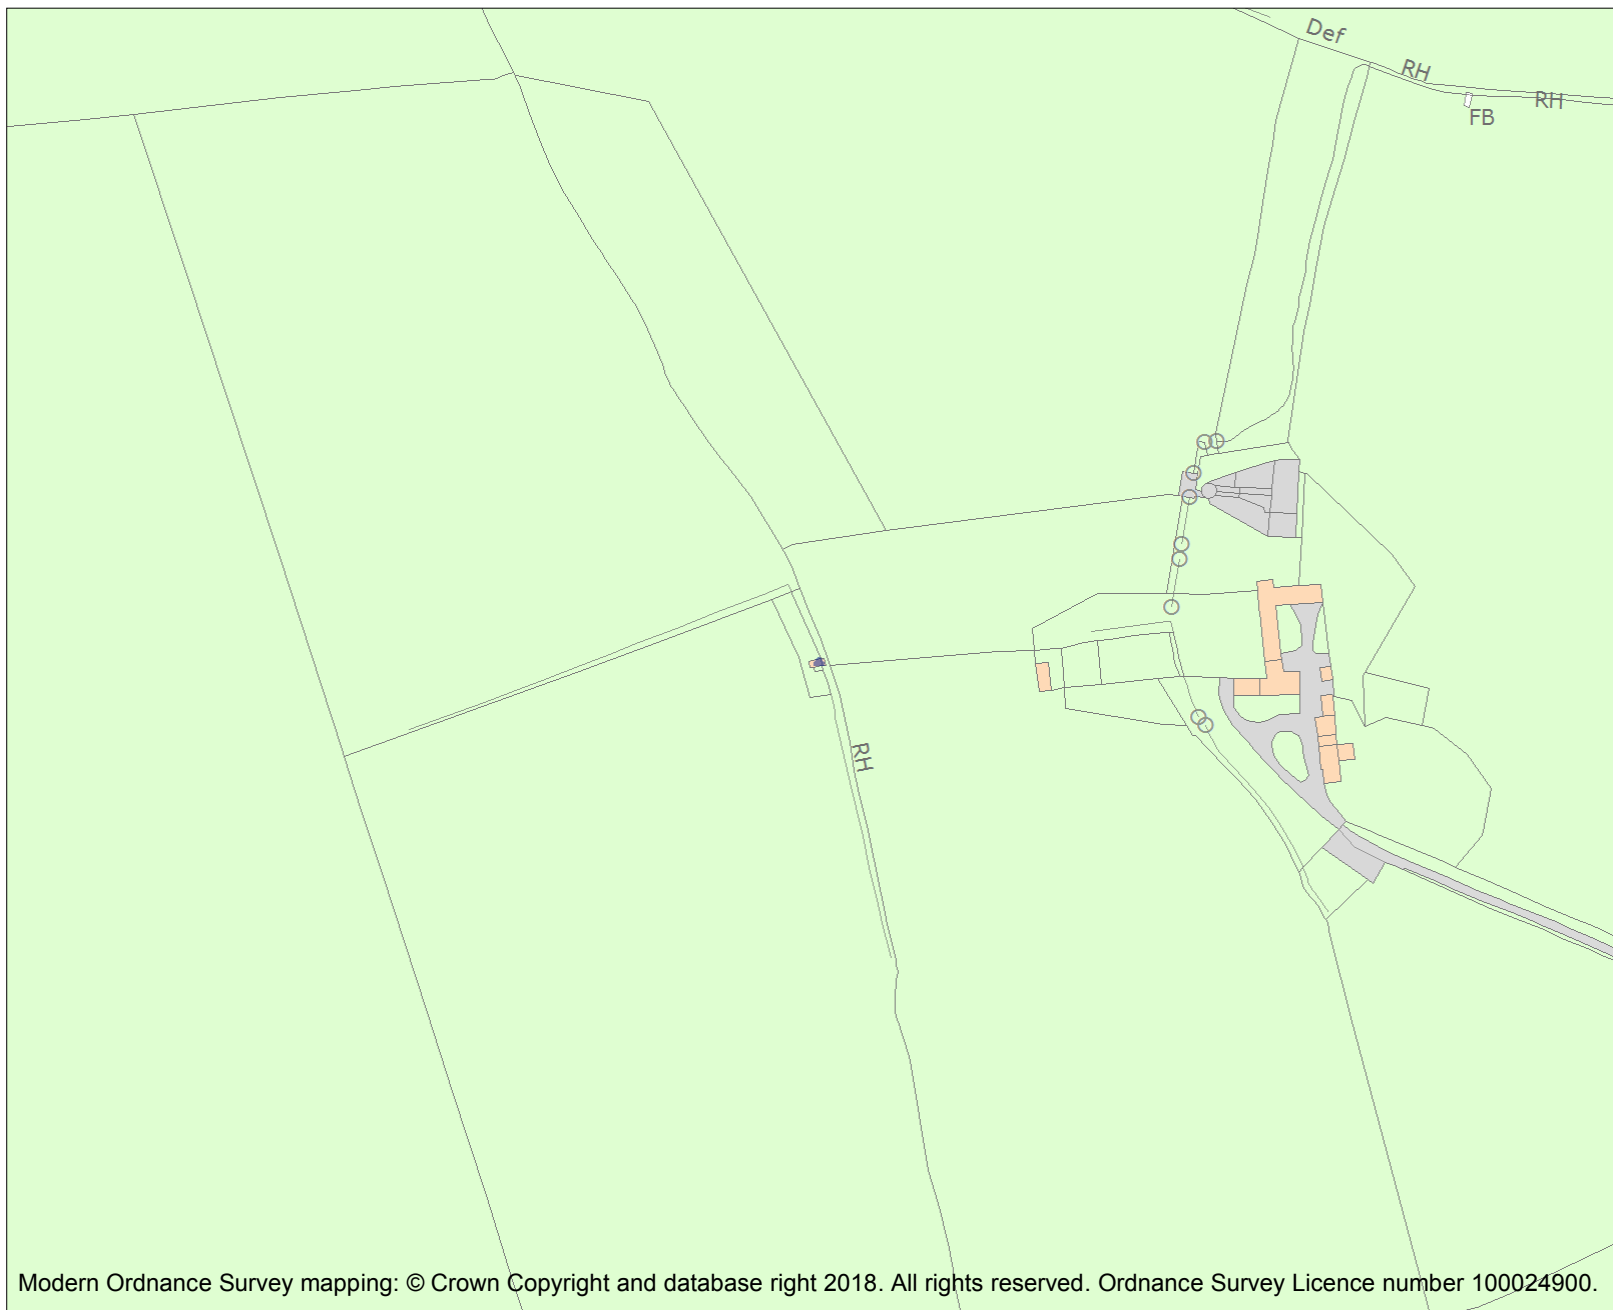 Def
RH
RH
FB
RH
Modern Ordnance Survey mapping: © Crown Copyright and database right 2018. All rights reserved. Ordnance Survey Licence number 100024900.